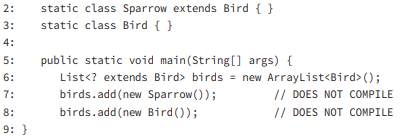 2:     static class Sparrow extends Bird { }
3:     static class Bird { }
4:
5:     public static void main(String[] args) {
6:         List<? extends Bird> birds = new ArrayList<Bird>();
7:         birds.add(new Sparrow());         // DOES NOT COMPILE
8:         birds.add(new Bird());            // DOES NOT COMPILE
9: }